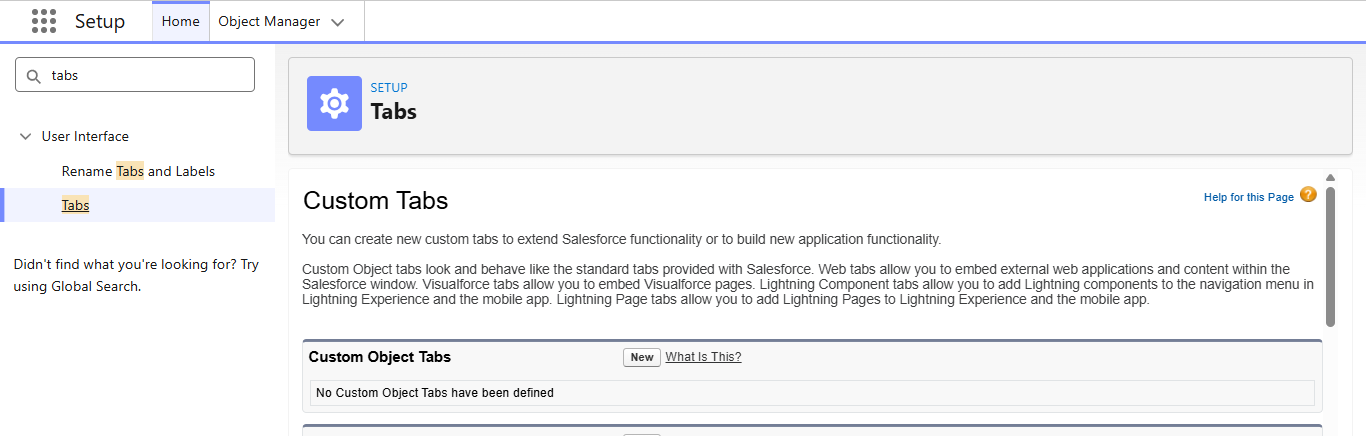 Setup
Home
Object Manager
tabs
User Interface
Rename Tabs and Labels
Tabs
Didn't find what you're looking for? Try
using Global Search.
SETUP
Tabs
Custom Tabs
Help for this Page ?
You can create new custom tabs to extend Salesforce functionality or to build new application functionality.
Custom Object tabs look and behave like the standard tabs provided with Salesforce. Web tabs allow you to embed external web applications and content within the
Salesforce window. Visualforce tabs allow you to embed Visualforce pages. Lightning Component tabs allow you to add Lightning components to the navigation menu in
Lightning Experience and the mobile app. Lightning Page tabs allow you to add Lightning Pages to Lightning Experience and the mobile app.
Custom Object Tabs
New
What Is This?
No Custom Object Tabs have been defined